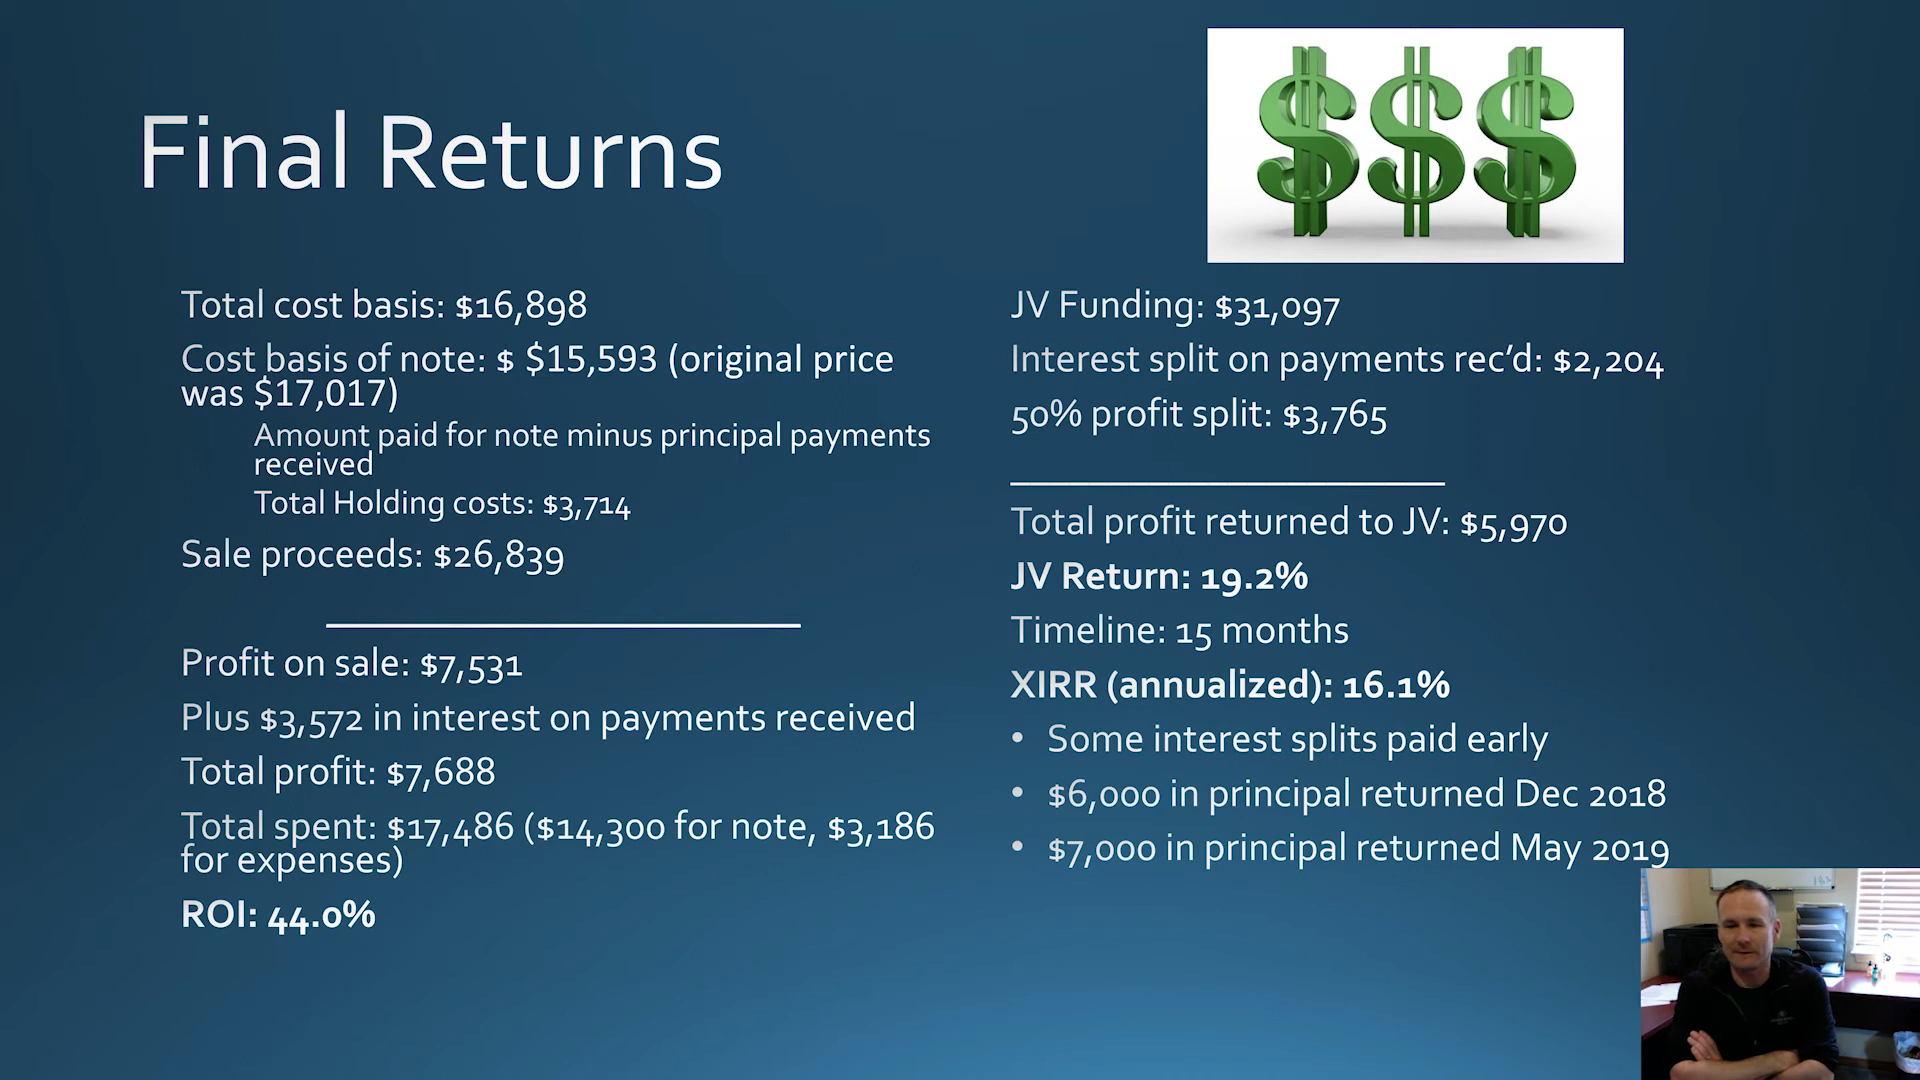 Final Returns
Total cost basis: $16,898
Cost basis of note: $ $15,593 (original price
was $17,017)
Amount paid for note minus principal payments
received
Total Holding costs: $3,714
Sale proceeds: $26,839
Profit on sale: $7,531
Plus $3,572 in interest on payments received
Total profit: $7,688
Total spent: $17,486 ($14,300 for note, $3,186
for expenses)
ROI: 44.0%
$$$
JV Funding: $31,097
Interest split on payments rec’d: $2,204
50% profit split: $3,765
Total profit returned to JV: $5,970
JV Return: 19.2%
Timeline: 15 months
XIRR (annualized): 16.1%
• Some interest splits paid early
• $6,000 in principal returned Dec 2018
• $7,000 in principal returned May 2019